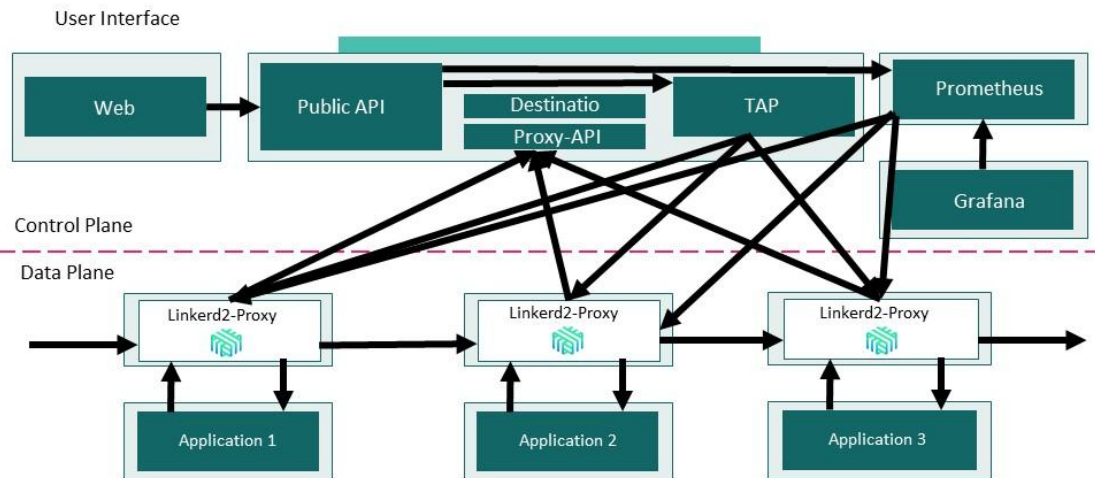 User Interface
Web
Public API
Destinatio
Proxy-API
TAP
Prometheus
Grafana
Control Plane
Data Plane
Linkerd2-Proxy
Linkerd2-Proxy
Linkerd2-Proxy
Application 1
Application 2
Application 3